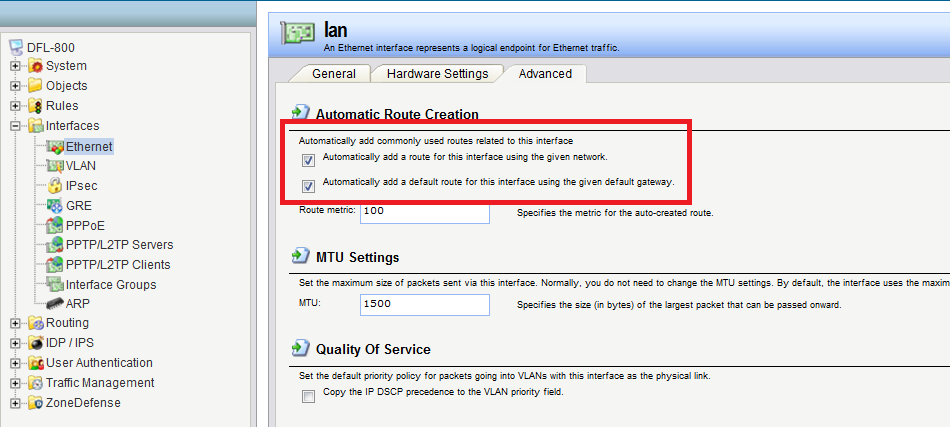 lan
An Ethernet interface represents a logical endpoint for Ethernet traffic.
DFL-800
System
Objects
Rules
Interfaces
Ethernet
VLAN
IPsec
GRE
PPPoE
PPTP/L2TP Servers
PPTP/L2TP Clients
Interface Groups
ARP
Routing
IDP / IPS
User Authentication
Traffic Management
ZoneDefense
General Hardware Settings Advanced
Automatic Route Creation
Automatically add commonly used routes related to this interface
Automatically add a route for this interface using the given network.
Automatically add a default route for this interface using the given default gateway.
Route metric: 100 Specifies the metric for the auto-created route.
MTU Settings
Set the maximum size of packets sent via this interface. Normally, you do not need to change the MTU settings. By default, the interface uses the maxim
MTU: 1500 Specifies the size (in bytes) of the largest packet that can be passed onward.
Quality Of Service
Set the default priority policy for packets going into VLANs with this interface as the physical link.
Copy the IP DSCP precedence to the VLAN priority field.